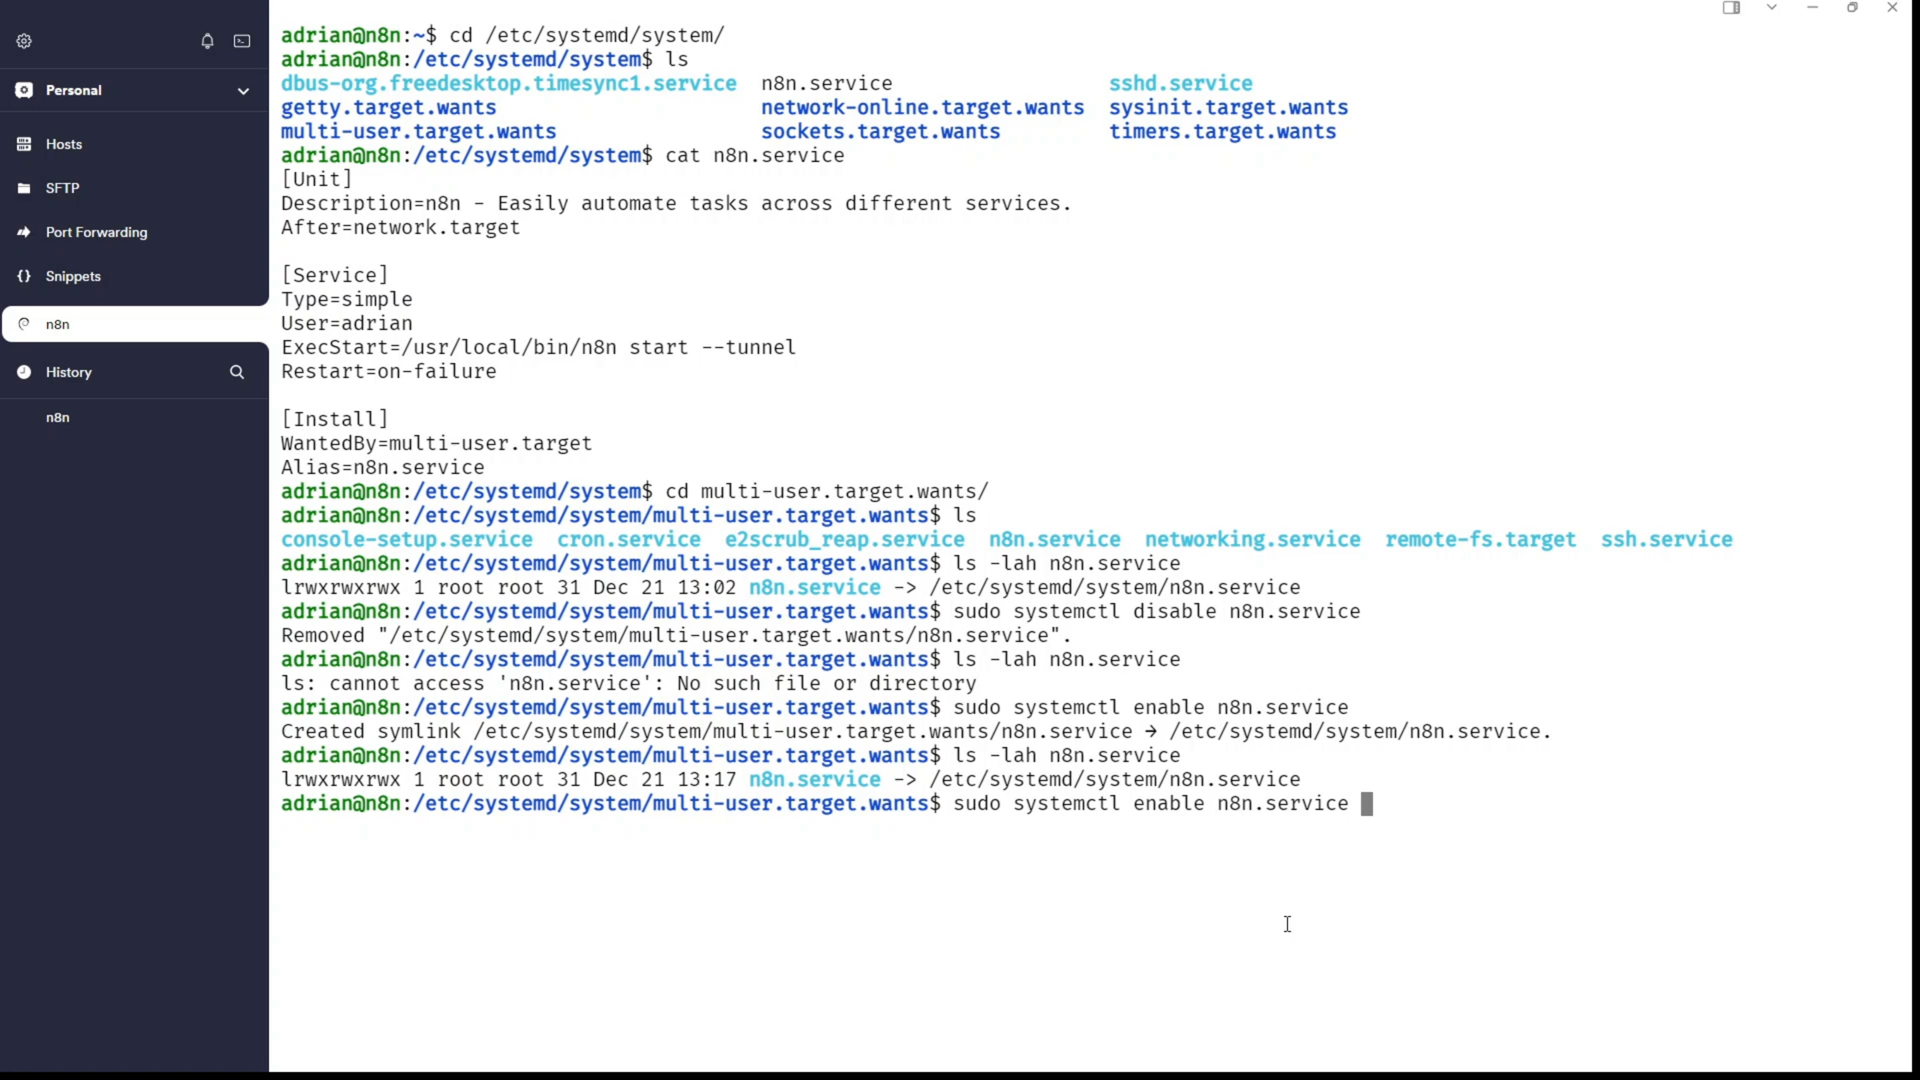 Personal
Hosts
SFTP
Port Forwarding
Snippets
n8n
History
n8n
adrian@n8n:~$ cd /etc/systemd/system/
adrian@n8n:/etc/systemd/system$ ls
dbus-org.freedesktop.timesync1.service  n8n.service                   sshd.service
getty.target.wants                      network-online.target.wants  sysinit.target.wants
multi-user.target.wants                 sockets.target.wants         timers.target.wants
adrian@n8n:/etc/systemd/system$ cat n8n.service
[Unit]
Description=n8n - Easily automate tasks across different services.
After=network.target
[Service]
Type=simple
User=adrian
ExecStart=/usr/local/bin/n8n start --tunnel
Restart=on-failure
[Install]
WantedBy=multi-user.target
Alias=n8n.service
adrian@n8n:/etc/systemd/system$ cd multi-user.target.wants/
adrian@n8n:/etc/systemd/system/multi-user.target.wants$ ls
console-setup.service  cron.service  e2scrub_reap.service  n8n.service  networking.service  remote-fs.target  ssh.service
adrian@n8n:/etc/systemd/system/multi-user.target.wants$ ls -lah n8n.service
lrwxrwxrwx 1 root root 31 Dec 21 13:02 n8n.service -> /etc/systemd/system/n8n.service
adrian@n8n:/etc/systemd/system/multi-user.target.wants$ sudo systemctl disable n8n.service
Removed "/etc/systemd/system/multi-user.target.wants/n8n.service".
adrian@n8n:/etc/systemd/system/multi-user.target.wants$ ls -lah n8n.service
ls: cannot access 'n8n.service': No such file or directory
adrian@n8n:/etc/systemd/system/multi-user.target.wants$ sudo systemctl enable n8n.service
Created symlink /etc/systemd/system/multi-user.target.wants/n8n.service → /etc/systemd/system/n8n.service.
adrian@n8n:/etc/systemd/system/multi-user.target.wants$ ls -lah n8n.service
lrwxrwxrwx 1 root root 31 Dec 21 13:17 n8n.service -> /etc/systemd/system/n8n.service
adrian@n8n:/etc/systemd/system/multi-user.target.wants$ sudo systemctl enable n8n.service